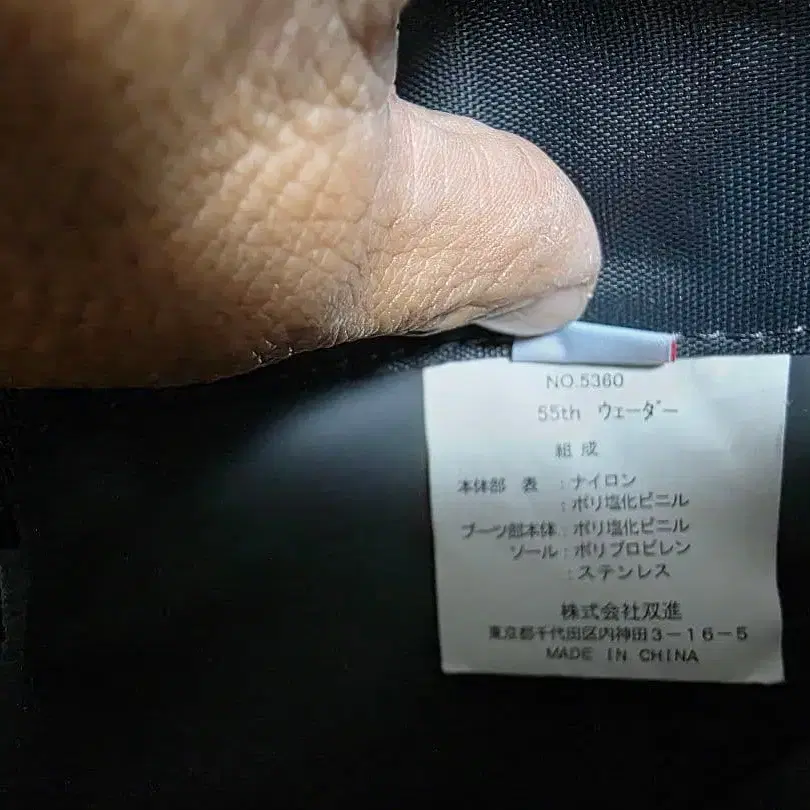 NO.5360
55th ウェーダー
組成
本体部 表 : ナイロン
: ポリ塩化ビニル
ブーツ部本体 : ポリ塩化ビニル
ソール : ポリプロピレン
: ステンレス
株式会社双進
東京都千代田区内神田3-16-5
MADE IN CHINA